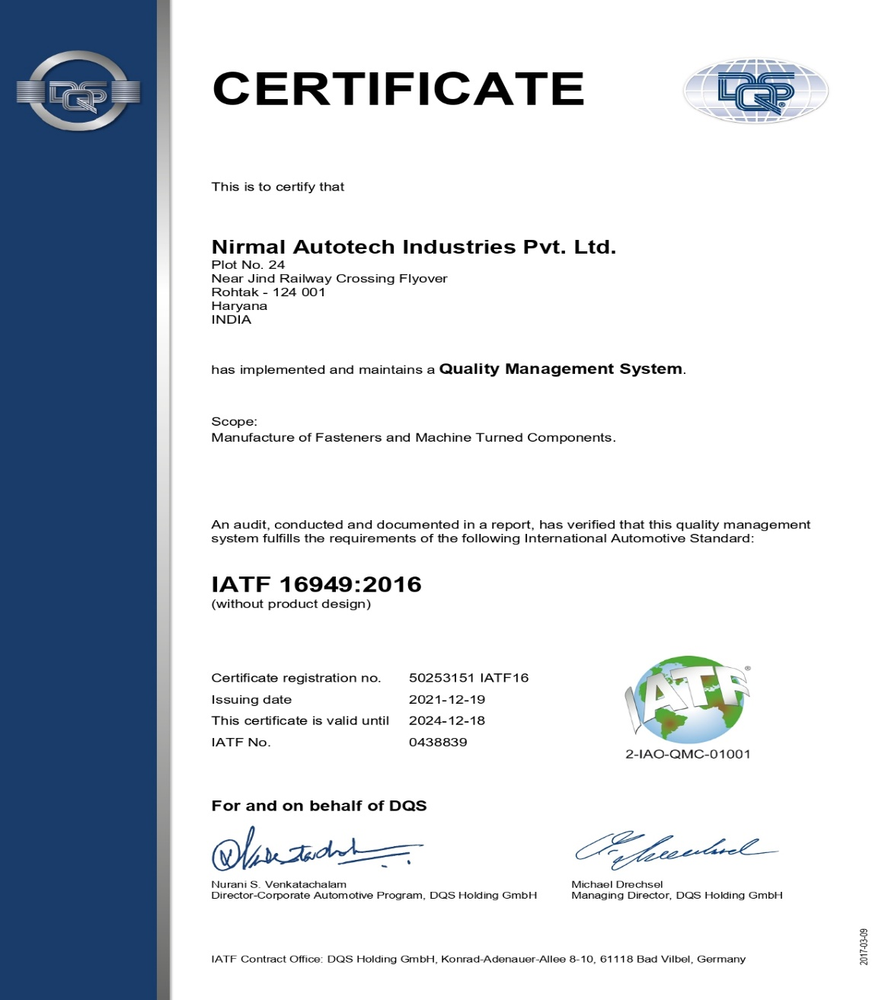 DQS
CERTIFICATE
DQS®
This is to certify that
Nirmal Autotech Industries Pvt. Ltd.
Plot No. 24
Near Jind Railway Crossing Flyover
Rohtak - 124 001
Haryana
INDIA
has implemented and maintains a Quality Management System.
Scope:
Manufacture of Fasteners and Machine Turned Components.
An audit, conducted and documented in a report, has verified that this quality management
system fulfills the requirements of the following International Automotive Standard:
IATF 16949:2016
(without product design)
Certificate registration no. 50253151 IATF16
Issuing date 2021-12-19
This certificate is valid until 2024-12-18
IATF No. 0438839
IATF®
2-IAO-QMC-01001
For and on behalf of DQS
Nurani S. Venkatachalam
Director-Corporate Automotive Program, DQS Holding GmbH
Michael Drechsel
Managing Director, DQS Holding GmbH
IATF Contract Office: DQS Holding GmbH, Konrad-Adenauer-Allee 8-10, 61118 Bad Vilbel, Germany
2017-03-09